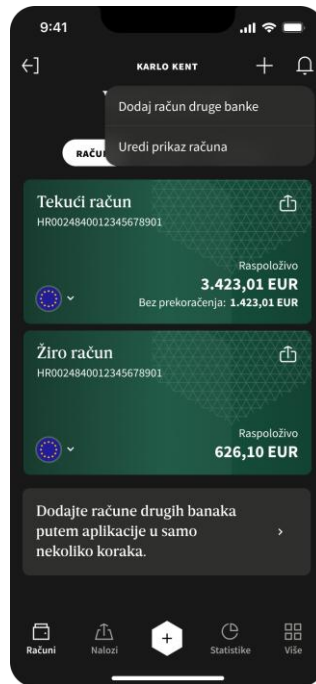 9:41
KARLO KENT
Dodaj račun druge banke
Uredi prikaz računa
Tekući račun
HR0024840012345678901
Raspoloživo
3.423,01 EUR
Bez prekoračenja: 1.423,01 EUR
Žiro račun
HR0024840012345678901
Raspoloživo
626,10 EUR
Dodajte račune drugih banaka
putem aplikacije u samo
nekoliko koraka.
Računi Nalozi Statistike Više